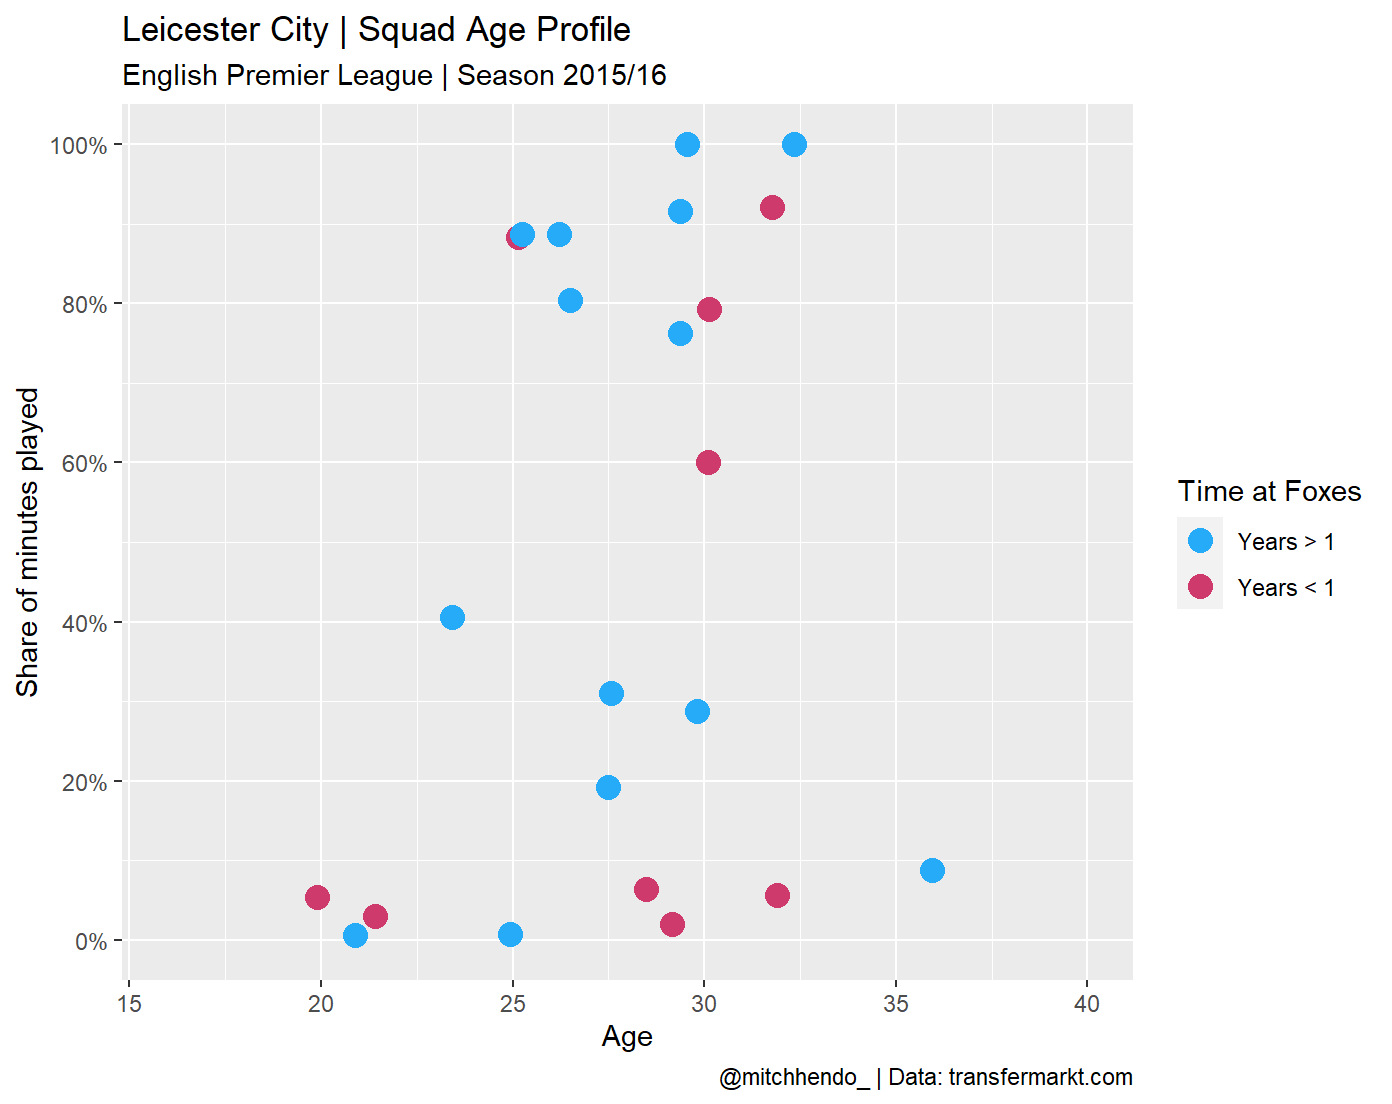 Leicester City | Squad Age Profile
English Premier League | Season 2015/16
100%
80%
60%
40%
20%
0%
Share of minutes played
15 20 25 30 35 40
Age
Time at Foxes
Years > 1
Years < 1
@mitchhendo_ | Data: transfermarkt.com